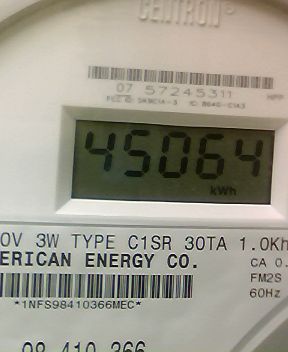 CENTRON®
07 57245311
45064
kWh
0V 3W TYPE C1SR 30TA 1.0Kh
ERICAN ENERGY CO.
CA 0.
FM2S
60Hz
*1NFS98410366MEC*
98 410 366